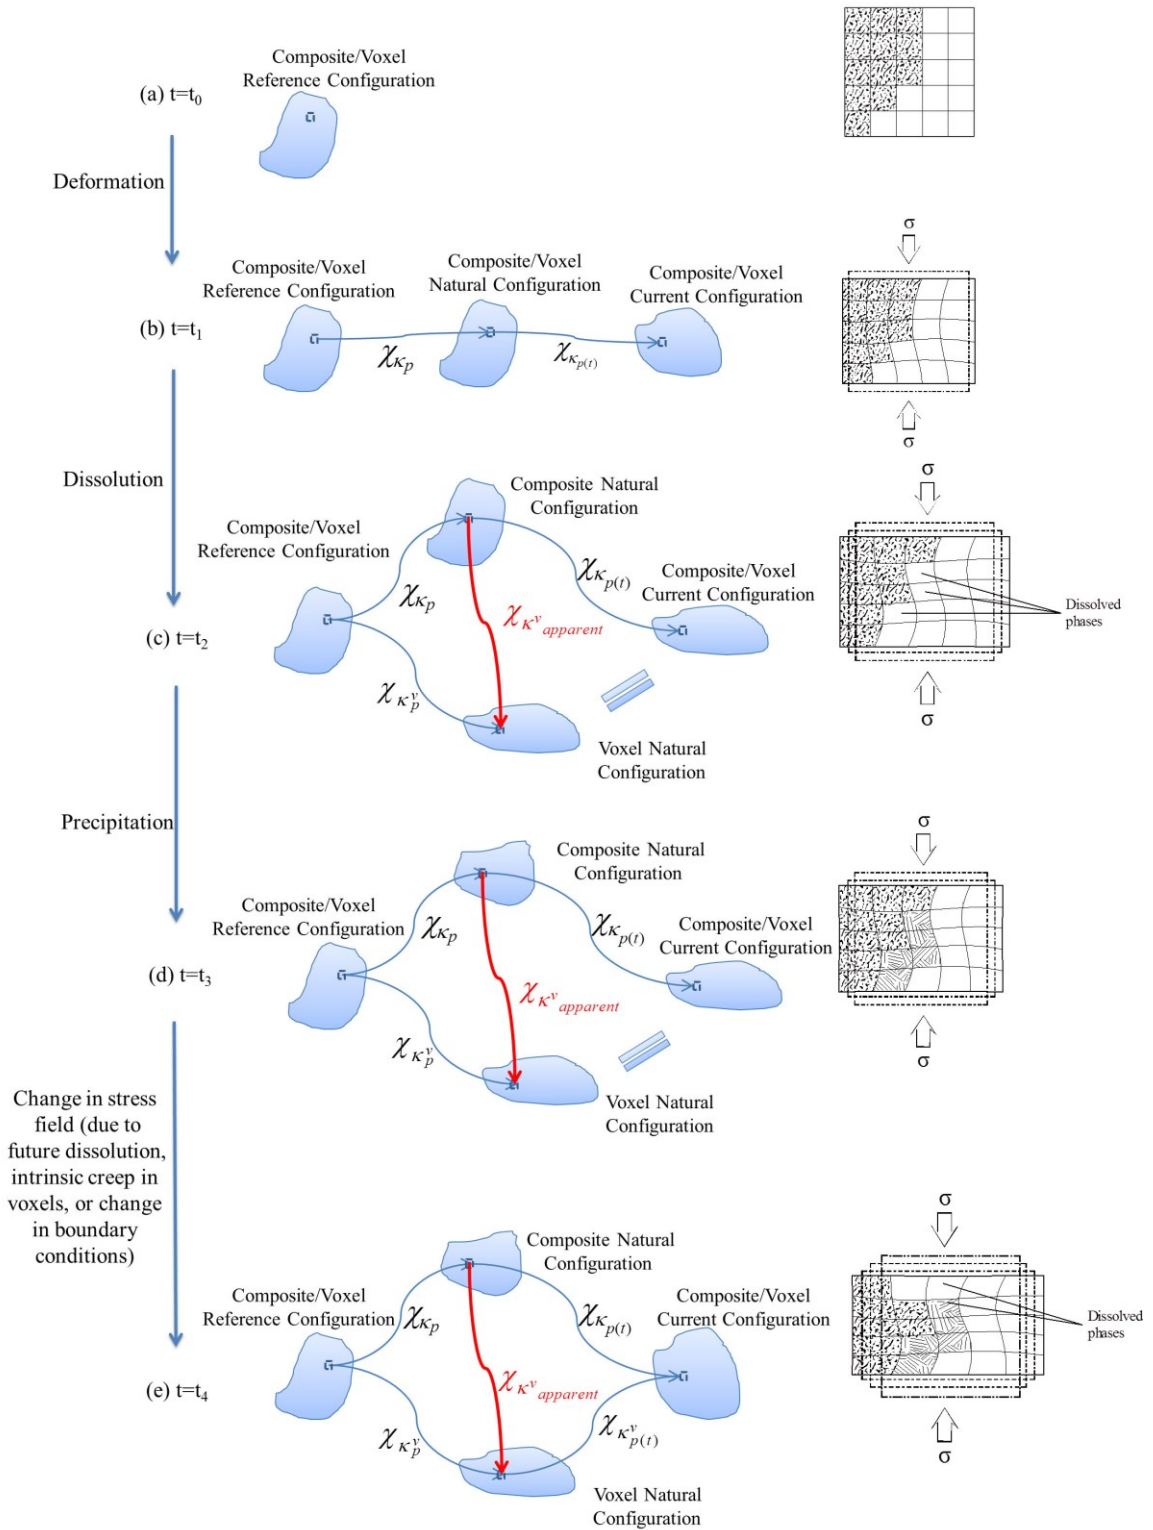 Composite/Voxel
Reference Configuration
(a) t=t₀
Deformation
σ
Composite/Voxel
Reference Configuration
Composite/Voxel
Natural Configuration
Composite/Voxel
Current Configuration
(b) t=t₁
χκₚ
χκₚ₍ₜ₎
σ
Dissolution
σ
Composite Natural
Configuration
Composite/Voxel
Reference Configuration
χκₚ₍ₜ₎
Composite/Voxel
Current Configuration
χκₚ
χκᵛ apparent
Dissolved
phases
(c) t=t₂
χκᵛₚ
σ
Voxel Natural
Configuration
Precipitation
σ
Composite Natural
Configuration
Composite/Voxel
Reference Configuration
χκₚ
χκₚ₍ₜ₎
Composite/Voxel
Current Configuration
(d) t=t₃
χκᵛ apparent
χκᵛₚ
σ
Voxel Natural
Configuration
Change in stress
field (due to
future dissolution,
intrinsic creep in
voxels, or change
in boundary
conditions)
σ
Composite Natural
Configuration
Composite/Voxel
Reference Configuration
χκₚ
χκₚ₍ₜ₎
Composite/Voxel
Current Configuration
Dissolved
phases
(e) t=t₄
χκᵛ apparent
χκᵛₚ
χκᵛₚ₍ₜ₎
σ
Voxel Natural
Configuration